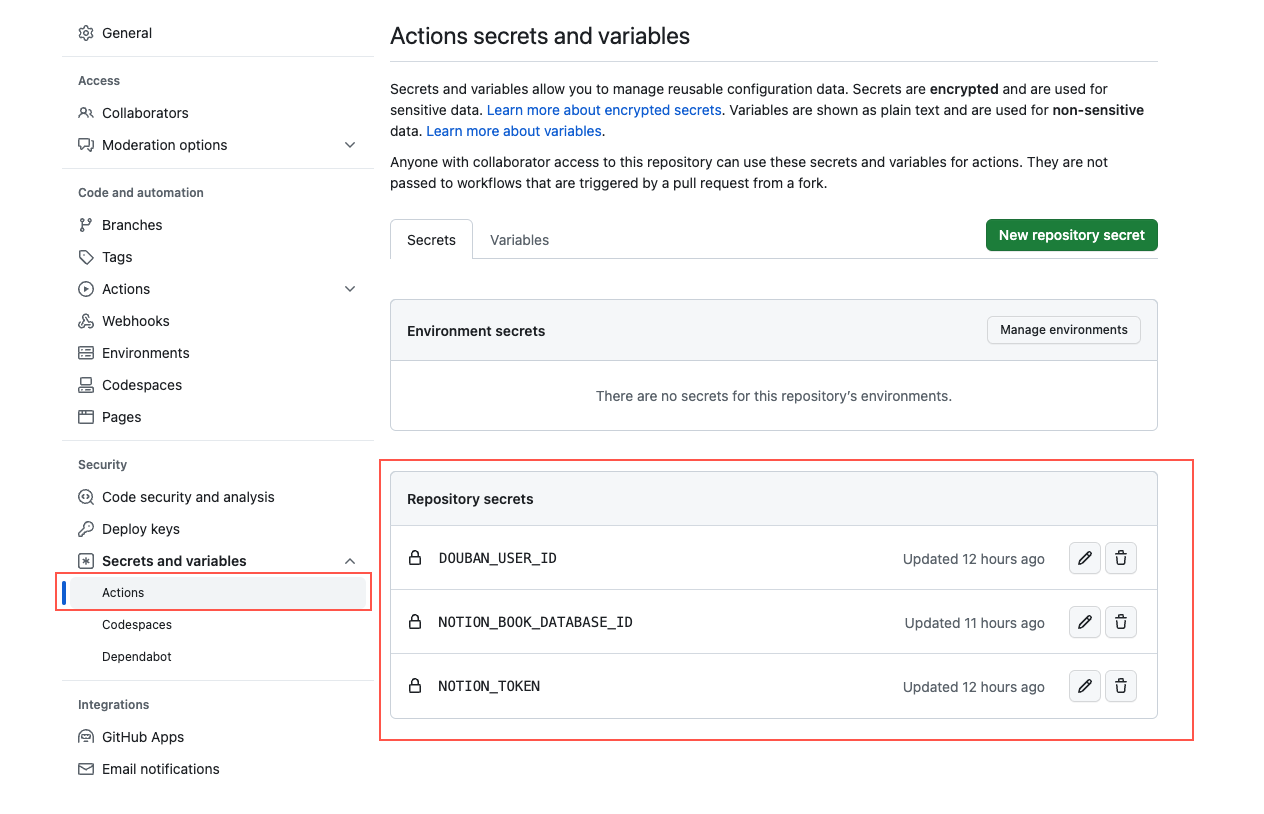 General
Access
Collaborators
Moderation options
Code and automation
Branches
Tags
Actions
Webhooks
Environments
Codespaces
Pages
Security
Code security and analysis
Deploy keys
Secrets and variables
Actions
Codespaces
Dependabot
Integrations
GitHub Apps
Email notifications
Actions secrets and variables
Secrets and variables allow you to manage reusable configuration data. Secrets are encrypted and are used for
sensitive data. Learn more about encrypted secrets. Variables are shown as plain text and are used for non-sensitive
data. Learn more about variables.
Anyone with collaborator access to this repository can use these secrets and variables for actions. They are not
passed to workflows that are triggered by a pull request from a fork.
Secrets Variables New repository secret
Environment secrets Manage environments
There are no secrets for this repository’s environments.
Repository secrets
DOUBAN_USER_ID Updated 12 hours ago
NOTION_BOOK_DATABASE_ID Updated 11 hours ago
NOTION_TOKEN Updated 12 hours ago